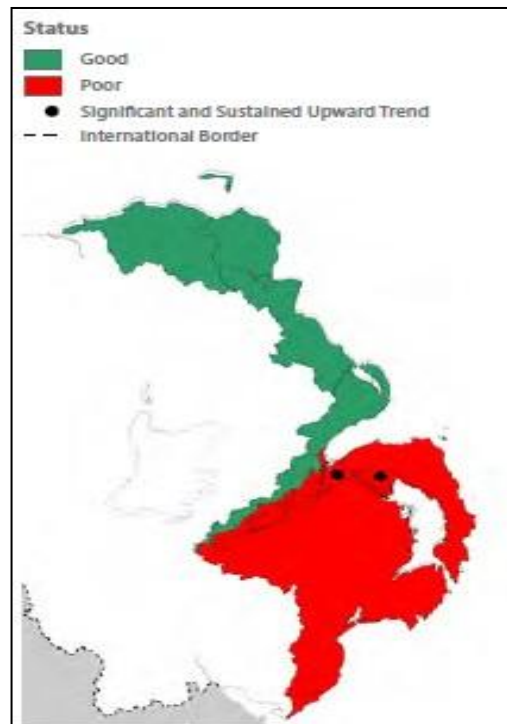 Status
Good
Poor
Significant and Sustained Upward Trend
International Border